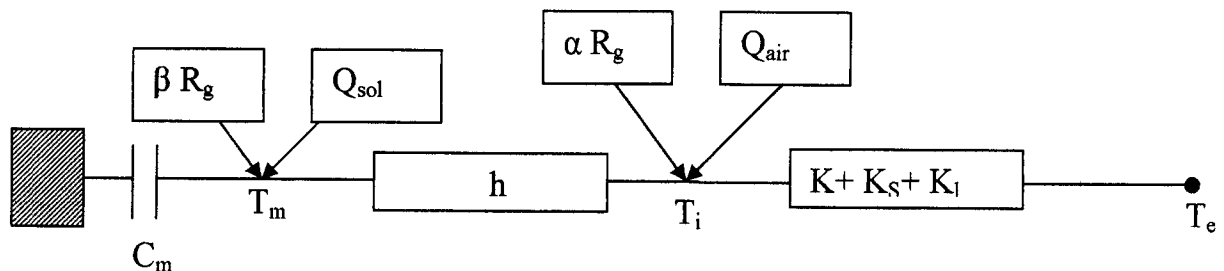 α R_g
Q_air
β R_g
Q_sol
h
K+ K_S+ K_l
T_m
T_i
T_e
C_m